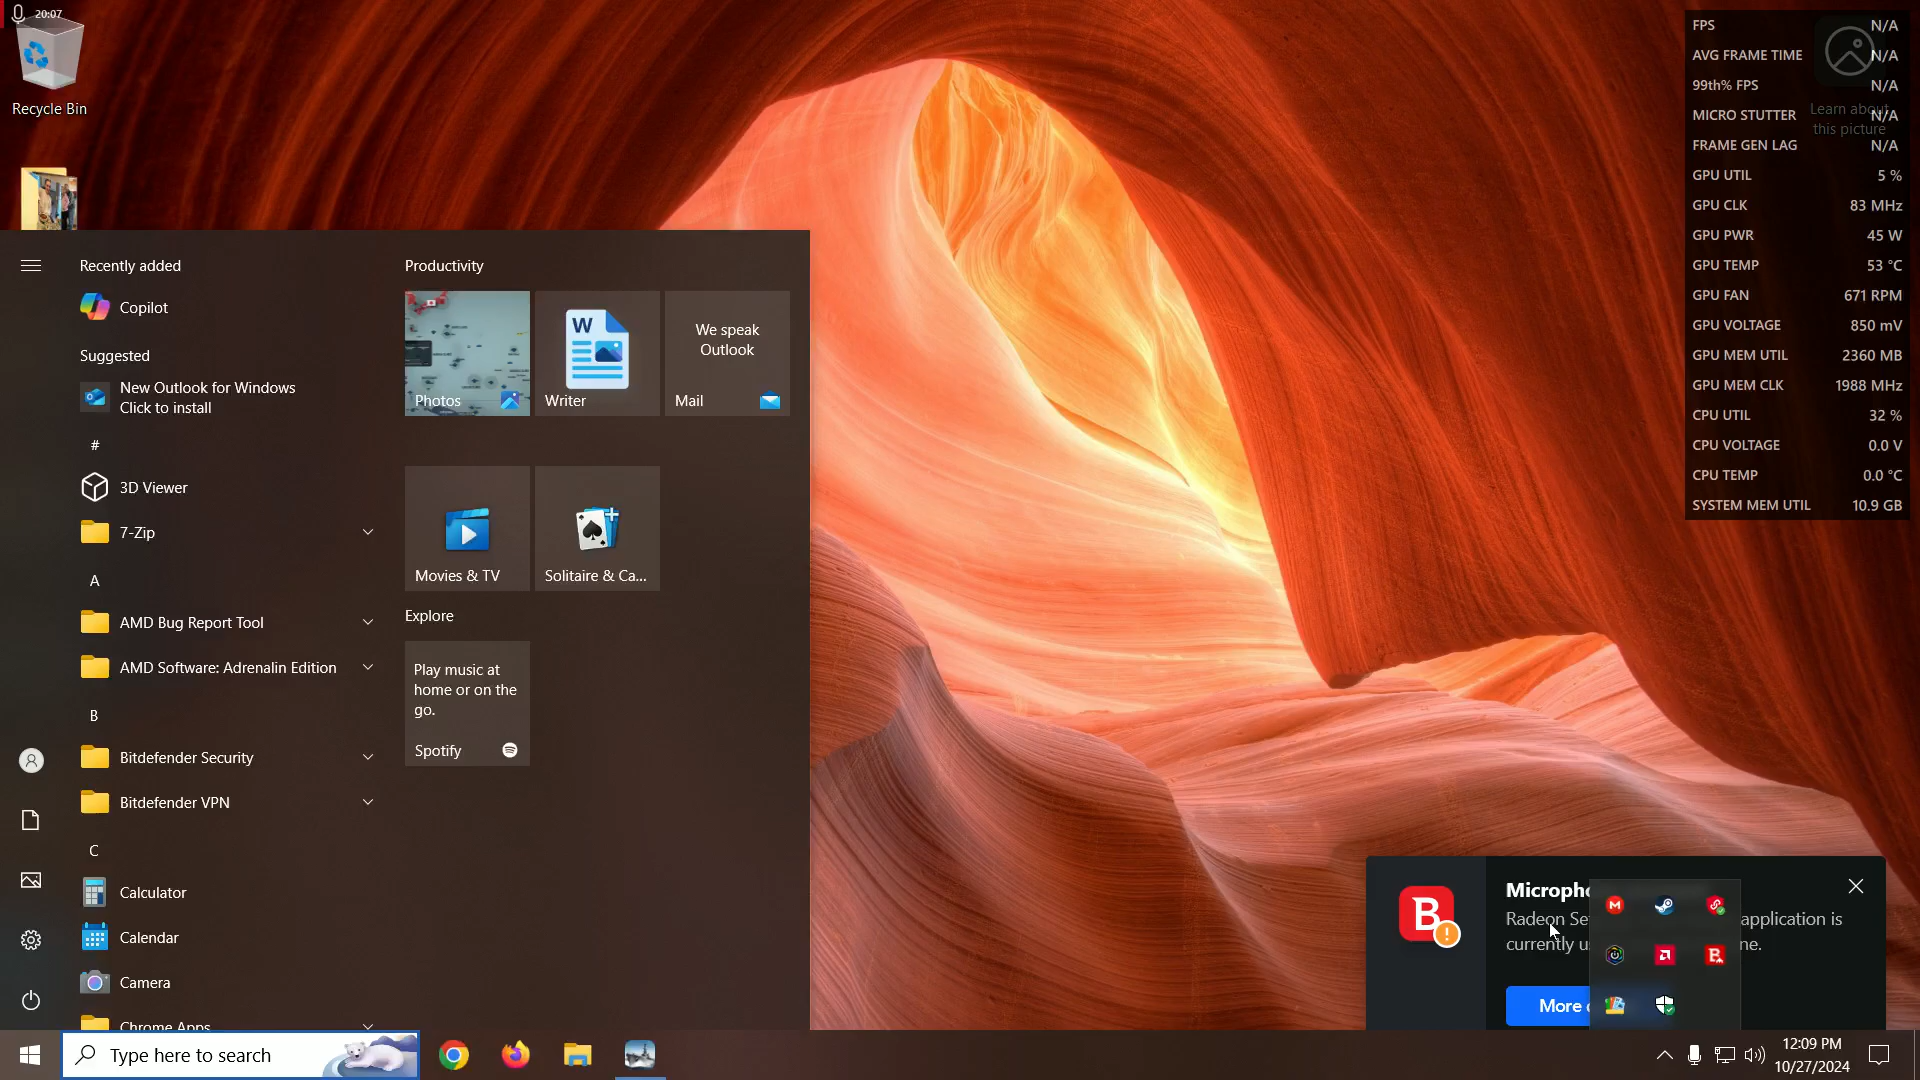 20:07
Recycle Bin
FPS N/A
AVG FRAME TIME N/A
99th% FPS N/A
MICRO STUTTER N/A
FRAME GEN LAG N/A
GPU UTIL 5 %
GPU CLK 83 MHz
GPU PWR 45 W
GPU TEMP 53 °C
GPU FAN 671 RPM
GPU VOLTAGE 850 mV
GPU MEM UTIL 2360 MB
GPU MEM CLK 1988 MHz
CPU UTIL 32 %
CPU VOLTAGE 0.0 V
CPU TEMP 0.0 °C
SYSTEM MEM UTIL 10.9 GB
Learn about
this picture
Recently added
Copilot
Suggested
New Outlook for Windows
Click to install
#
3D Viewer
7-Zip
A
AMD Bug Report Tool
AMD Software: Adrenalin Edition
B
Bitdefender Security
Bitdefender VPN
C
Calculator
Calendar
Camera
Chrome Apps
Productivity
Photos
W
Writer
We speak
Outlook
Mail
Movies & TV
Solitaire & Ca...
Explore
Play music at
home or on the
go.
Spotify
B
Micropho
Radeon Se application is
currently u ne.
More
Type here to search
12:09 PM
10/27/2024